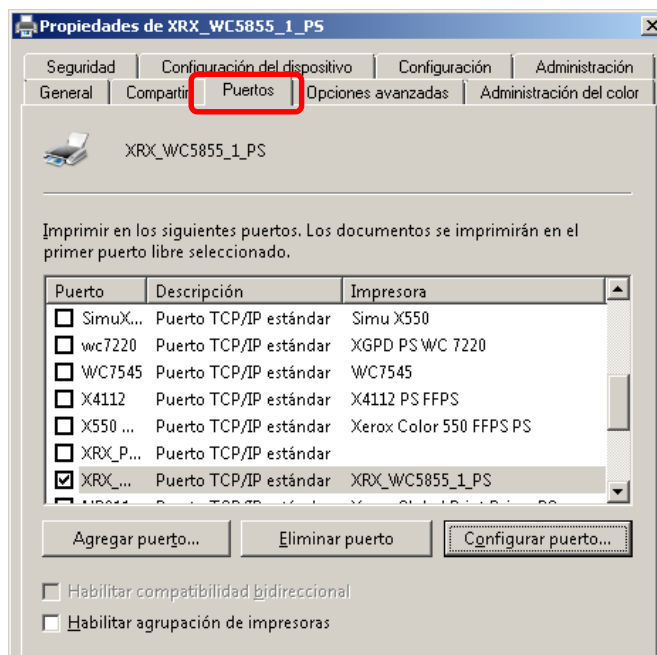 Propiedades de XRX_WC5855_1_PS
Seguridad Configuración del dispositivo Configuración Administración
General Compartir Puertos Opciones avanzadas Administración del color
XRX_WC5855_1_PS
Imprimir en los siguientes puertos. Los documentos se imprimirán en el
primer puerto libre seleccionado.
Puerto Descripción Impresora
SimuX... Puerto TCP/IP estándar Simu X550
wc7220 Puerto TCP/IP estándar XGPD PS WC 7220
WC7545 Puerto TCP/IP estándar WC7545
X4112 Puerto TCP/IP estándar X4112 PS FFPS
X550 ... Puerto TCP/IP estándar Xerox Color 550 FFPS PS
XRX_P... Puerto TCP/IP estándar
XRX_... Puerto TCP/IP estándar XRX_WC5855_1_PS
Agregar puerto... Eliminar puerto Configurar puerto...
Habilitar compatibilidad bidireccional
Habilitar agrupación de impresoras